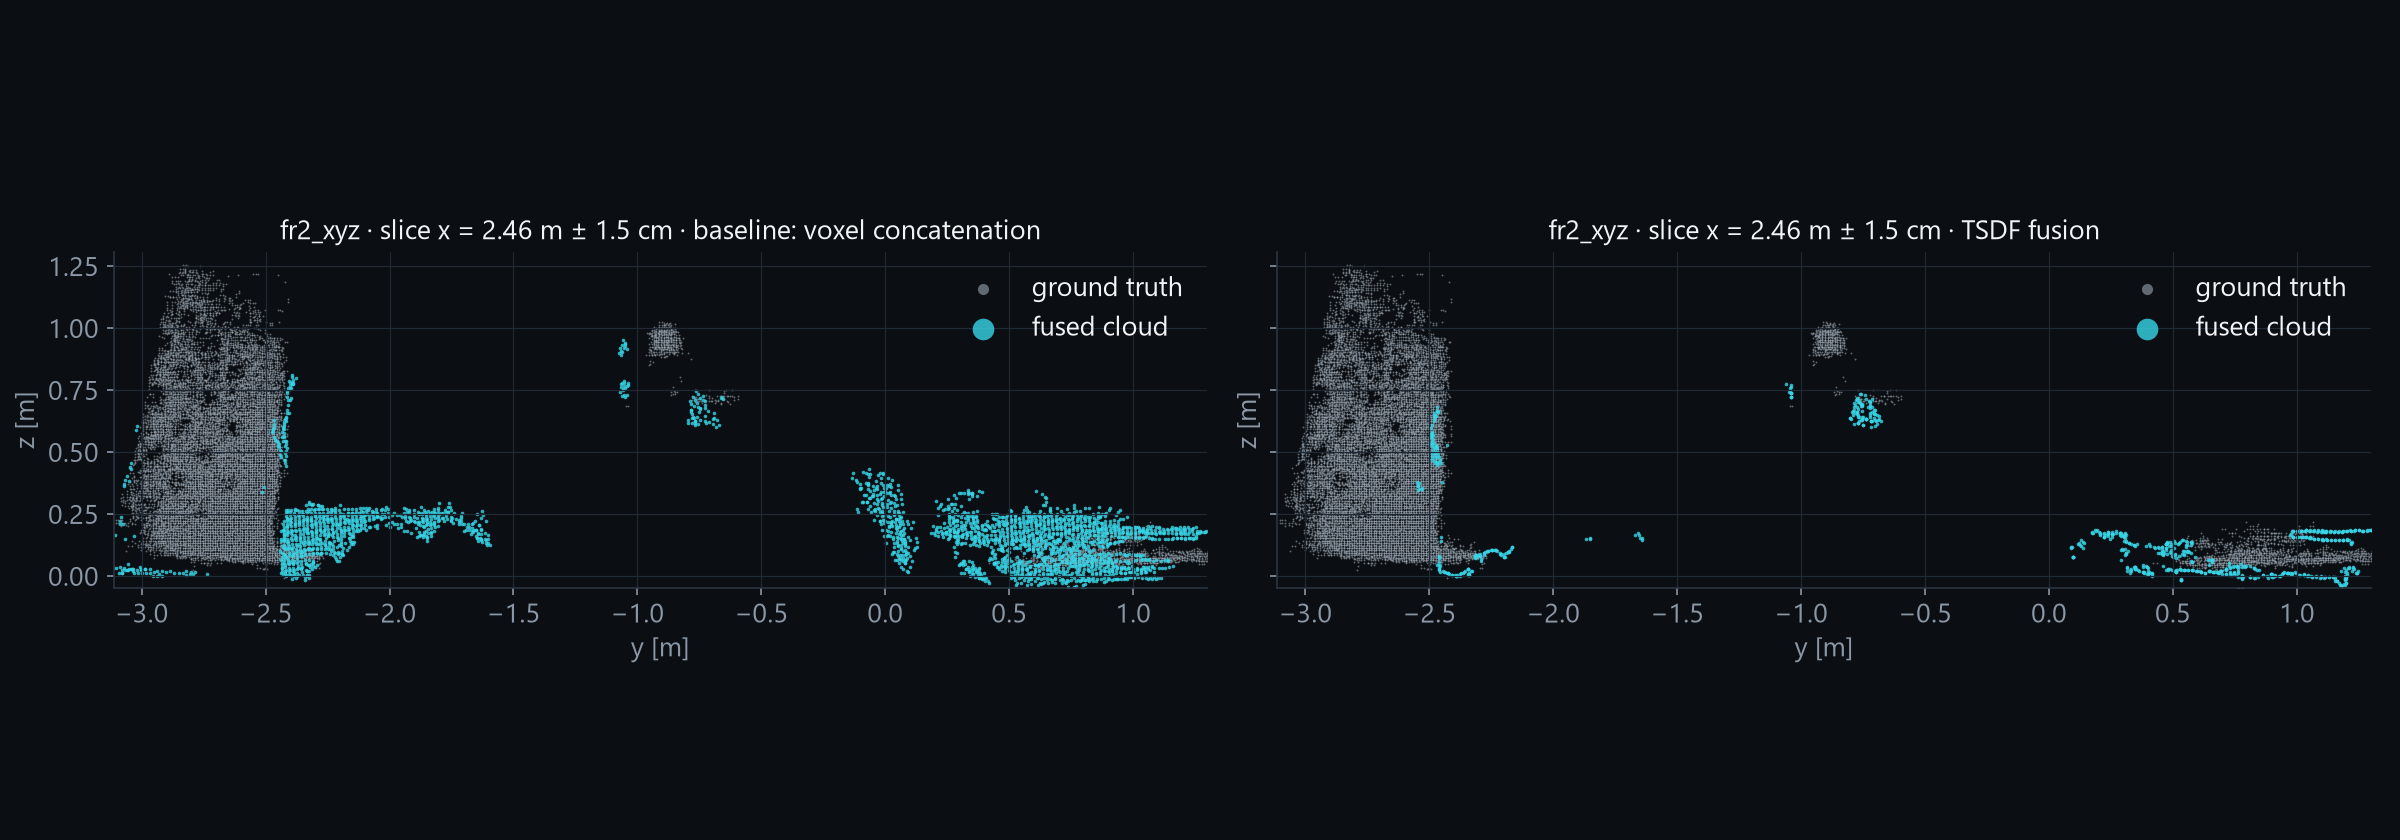 fr2_xyz · slice x = 2.46 m ± 1.5 cm · baseline: voxel concatenation
ground truth
fused cloud
1.25
1.00
0.75
0.50
0.25
0.00
z [m]
−3.0 −2.5 −2.0 −1.5 −1.0 −0.5 0.0 0.5 1.0
y [m]
fr2_xyz · slice x = 2.46 m ± 1.5 cm · TSDF fusion
ground truth
fused cloud
z [m]
−3.0 −2.5 −2.0 −1.5 −1.0 −0.5 0.0 0.5 1.0
y [m]